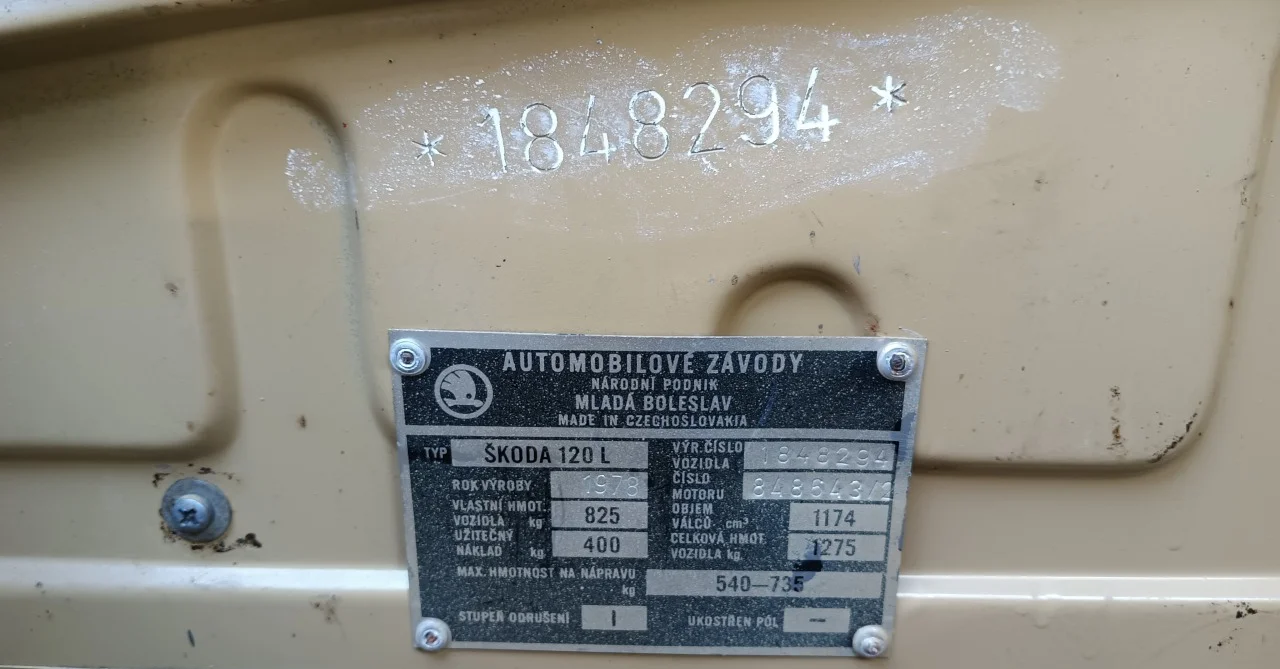 * 1848294 *
AUTOMOBILOVÉ ZÁVODY
NÁRODNÍ PODNIK
MLADÁ BOLESLAV
MADE IN CZECHOSLOVAKIA
TYP ŠKODA 120 L
ROK VÝROBY 1978
VLASTNÍ HMOT.
VOZIDLA kg 825
UŽITEČNÝ
NÁKLAD kg 400
VÝR. ČÍSLO
VOZIDLA 1848294
ČÍSLO
MOTORU 848643/2
OBJEM
VÁLCŮ cm³ 1174
CELKOVÁ HMOT.
VOZIDLA kg. 1275
MAX. HMOTNOST NA NÁPRAVU
kg 540—735
STUPEŇ ODRUŠENÍ I
UKOSTŘEN PÓL —